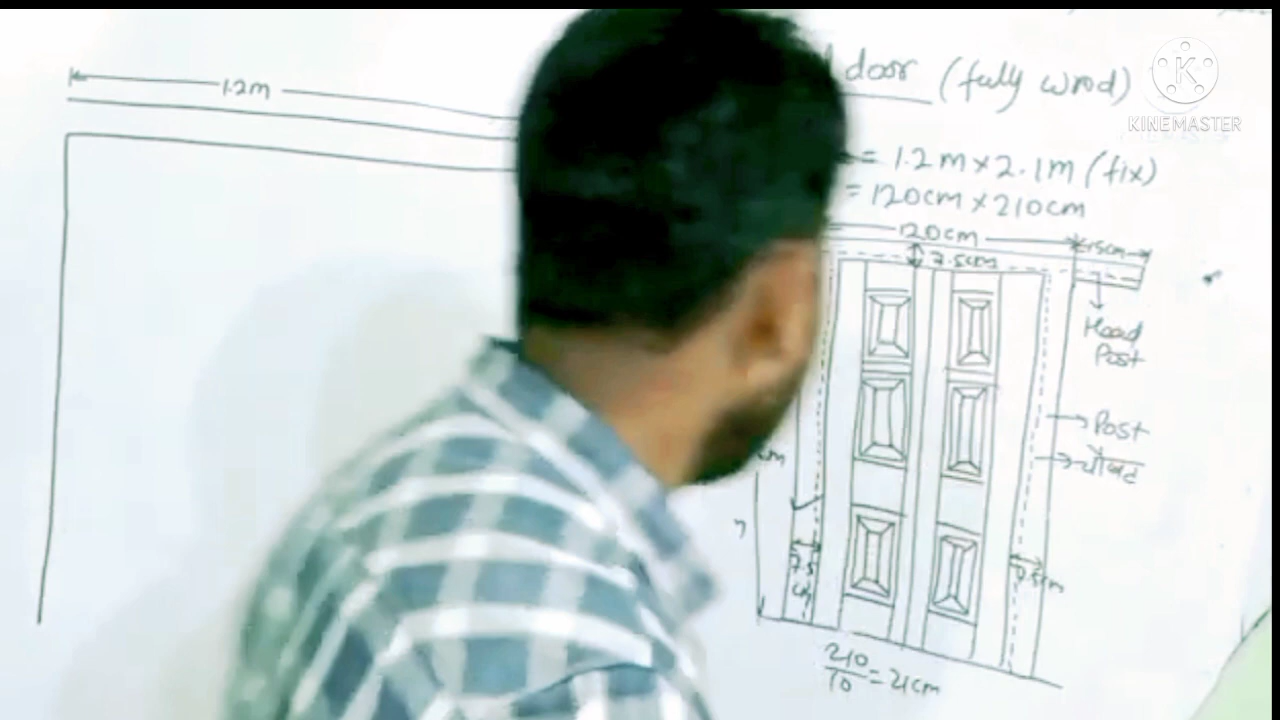 door (fully wood)
1.2m
= 1.2m×2.1m (fix)
= 120cm×210cm
120cm
15cm
7.5cm
Head
Post
Post
चौखट
7.5
cm
7.5cm
210/10 = 21cm
KINEMASTER